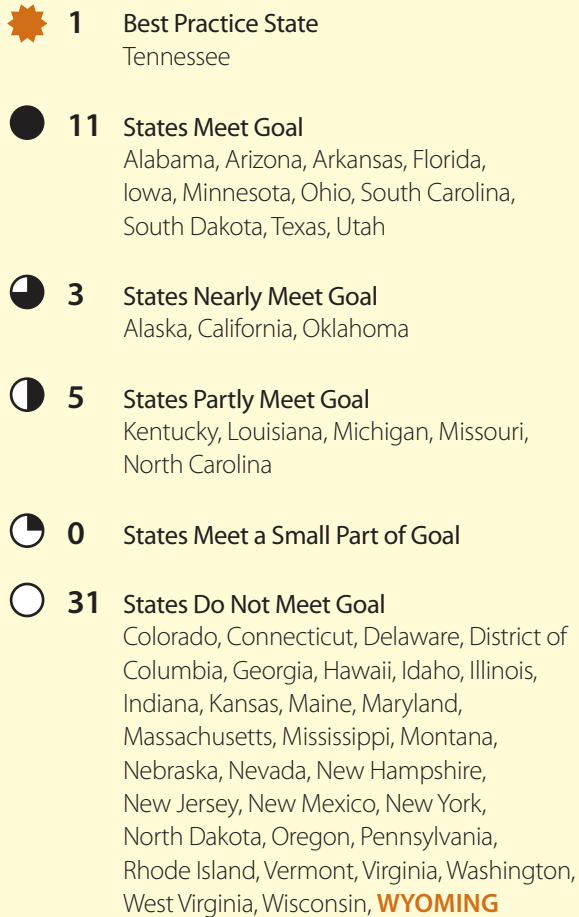 1 Best Practice State
Tennessee
11 States Meet Goal
Alabama, Arizona, Arkansas, Florida,
Iowa, Minnesota, Ohio, South Carolina,
South Dakota, Texas, Utah
3 States Nearly Meet Goal
Alaska, California, Oklahoma
5 States Partly Meet Goal
Kentucky, Louisiana, Michigan, Missouri,
North Carolina
0 States Meet a Small Part of Goal
31 States Do Not Meet Goal
Colorado, Connecticut, Delaware, District of
Columbia, Georgia, Hawaii, Idaho, Illinois,
Indiana, Kansas, Maine, Maryland,
Massachusetts, Mississippi, Montana,
Nebraska, Nevada, New Hampshire,
New Jersey, New Mexico, New York,
North Dakota, Oregon, Pennsylvania,
Rhode Island, Vermont, Virginia, Washington,
West Virginia, Wisconsin, WYOMING